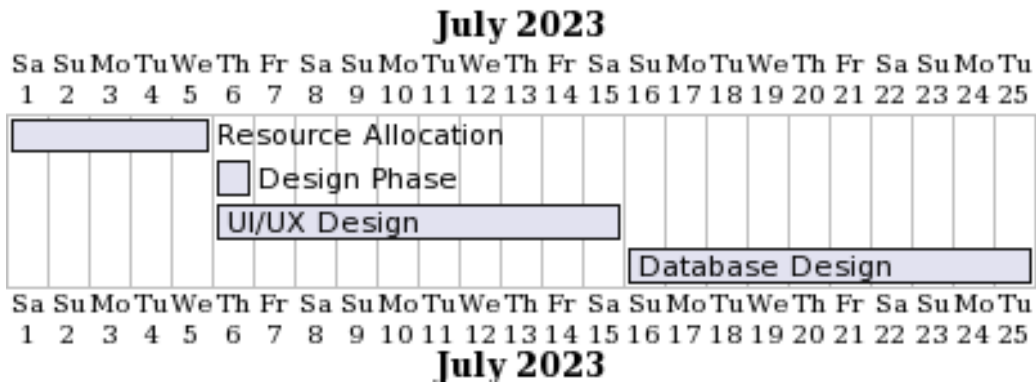 July 2023
Sa Su Mo Tu We Th Fr Sa Su Mo Tu We Th Fr Sa Su Mo Tu We Th Fr Sa Su Mo Tu
1 2 3 4 5 6 7 8 9 10 11 12 13 14 15 16 17 18 19 20 21 22 23 24 25
Resource Allocation
Design Phase
UI/UX Design
Database Design
Sa Su Mo Tu We Th Fr Sa Su Mo Tu We Th Fr Sa Su Mo Tu We Th Fr Sa Su Mo Tu
1 2 3 4 5 6 7 8 9 10 11 12 13 14 15 16 17 18 19 20 21 22 23 24 25
July 2023